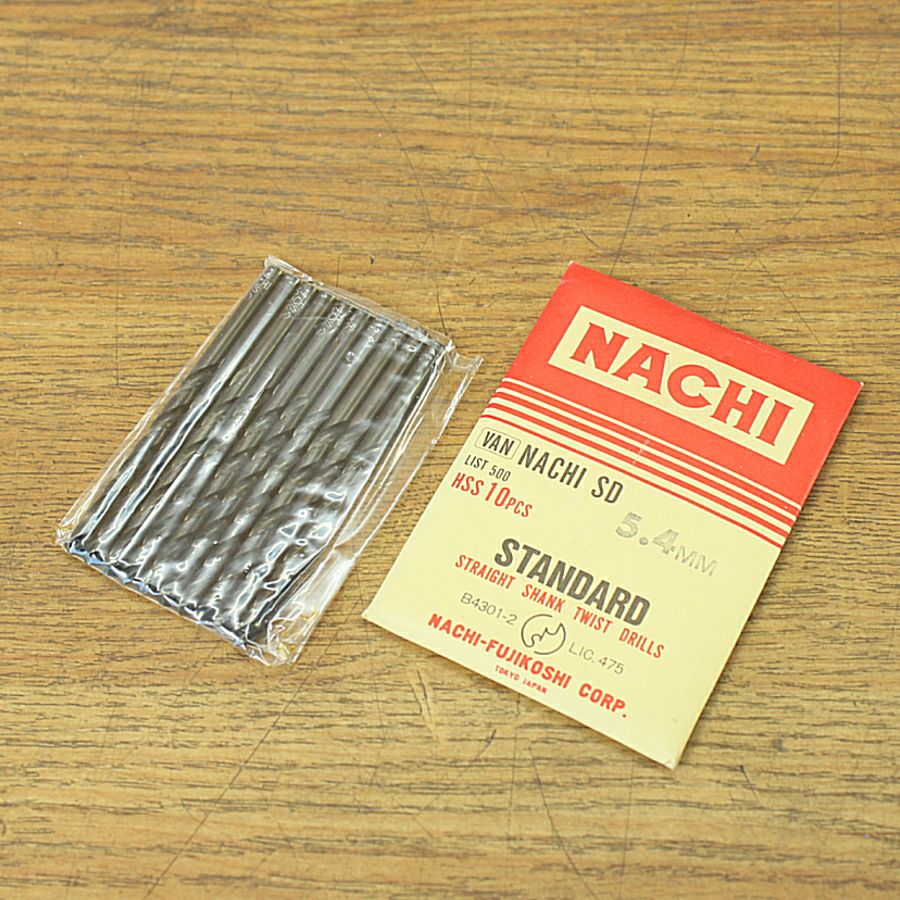 NACHI
VAN NACHI SD
LIST 500
HSS 10PCS
5.4MM
STANDARD
STRAIGHT SHANK TWIST DRILLS
B4301-2 LIC. 475
NACHI-FUJIKOSHI CORP.
TOKYO JAPAN